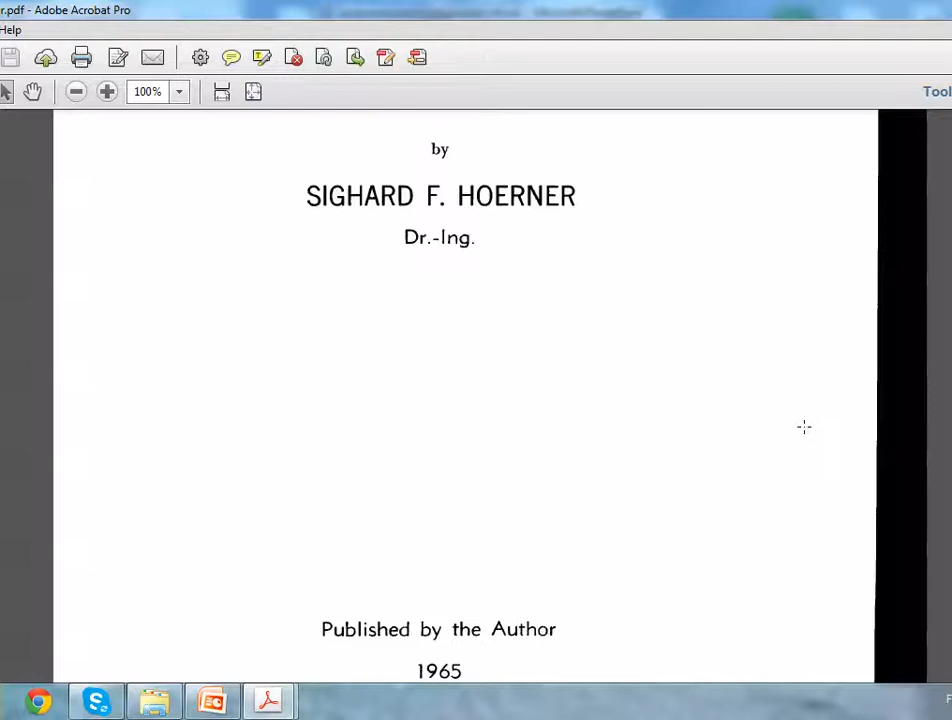 r.pdf - Adobe Acrobat Pro
Help
100%
Tool
by
SIGHARD F. HOERNER
Dr.-Ing.
Published by the Author
1965